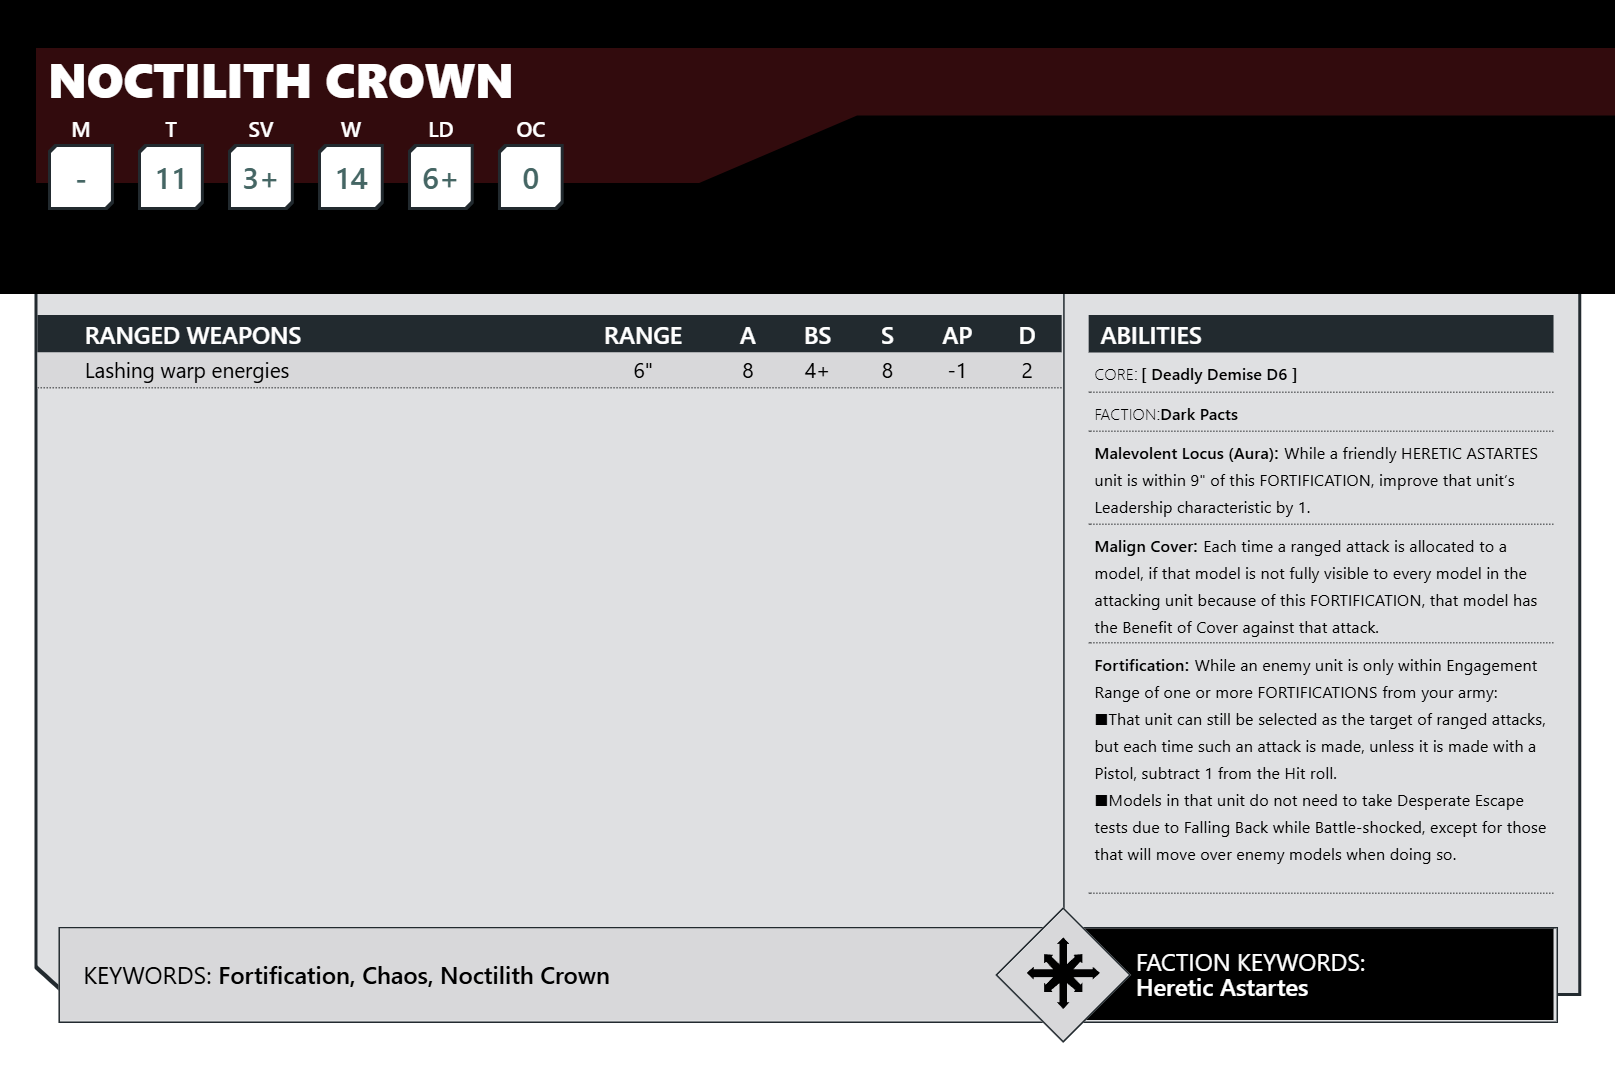 NOCTILITH CROWN
M T SV W LD OC
- 11 3+ 14 6+ 0
RANGED WEAPONS RANGE A BS S AP D
Lashing warp energies 6" 8 4+ 8 -1 2
ABILITIES
CORE: [ Deadly Demise D6 ]
FACTION:Dark Pacts
Malevolent Locus (Aura): While a friendly HERETIC ASTARTES
unit is within 9" of this FORTIFICATION, improve that unit's
Leadership characteristic by 1.
Malign Cover: Each time a ranged attack is allocated to a
model, if that model is not fully visible to every model in the
attacking unit because of this FORTIFICATION, that model has
the Benefit of Cover against that attack.
Fortification: While an enemy unit is only within Engagement
Range of one or more FORTIFICATIONS from your army:
■That unit can still be selected as the target of ranged attacks,
but each time such an attack is made, unless it is made with a
Pistol, subtract 1 from the Hit roll.
■Models in that unit do not need to take Desperate Escape
tests due to Falling Back while Battle-shocked, except for those
that will move over enemy models when doing so.
KEYWORDS: Fortification, Chaos, Noctilith Crown
FACTION KEYWORDS:
Heretic Astartes